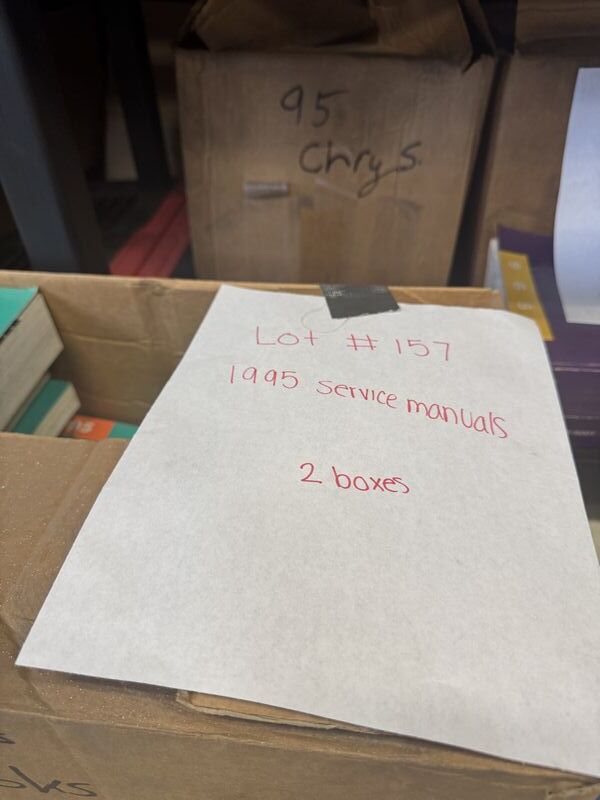 95
Chrys.
Lot # 157
1995 service manuals
2 boxes